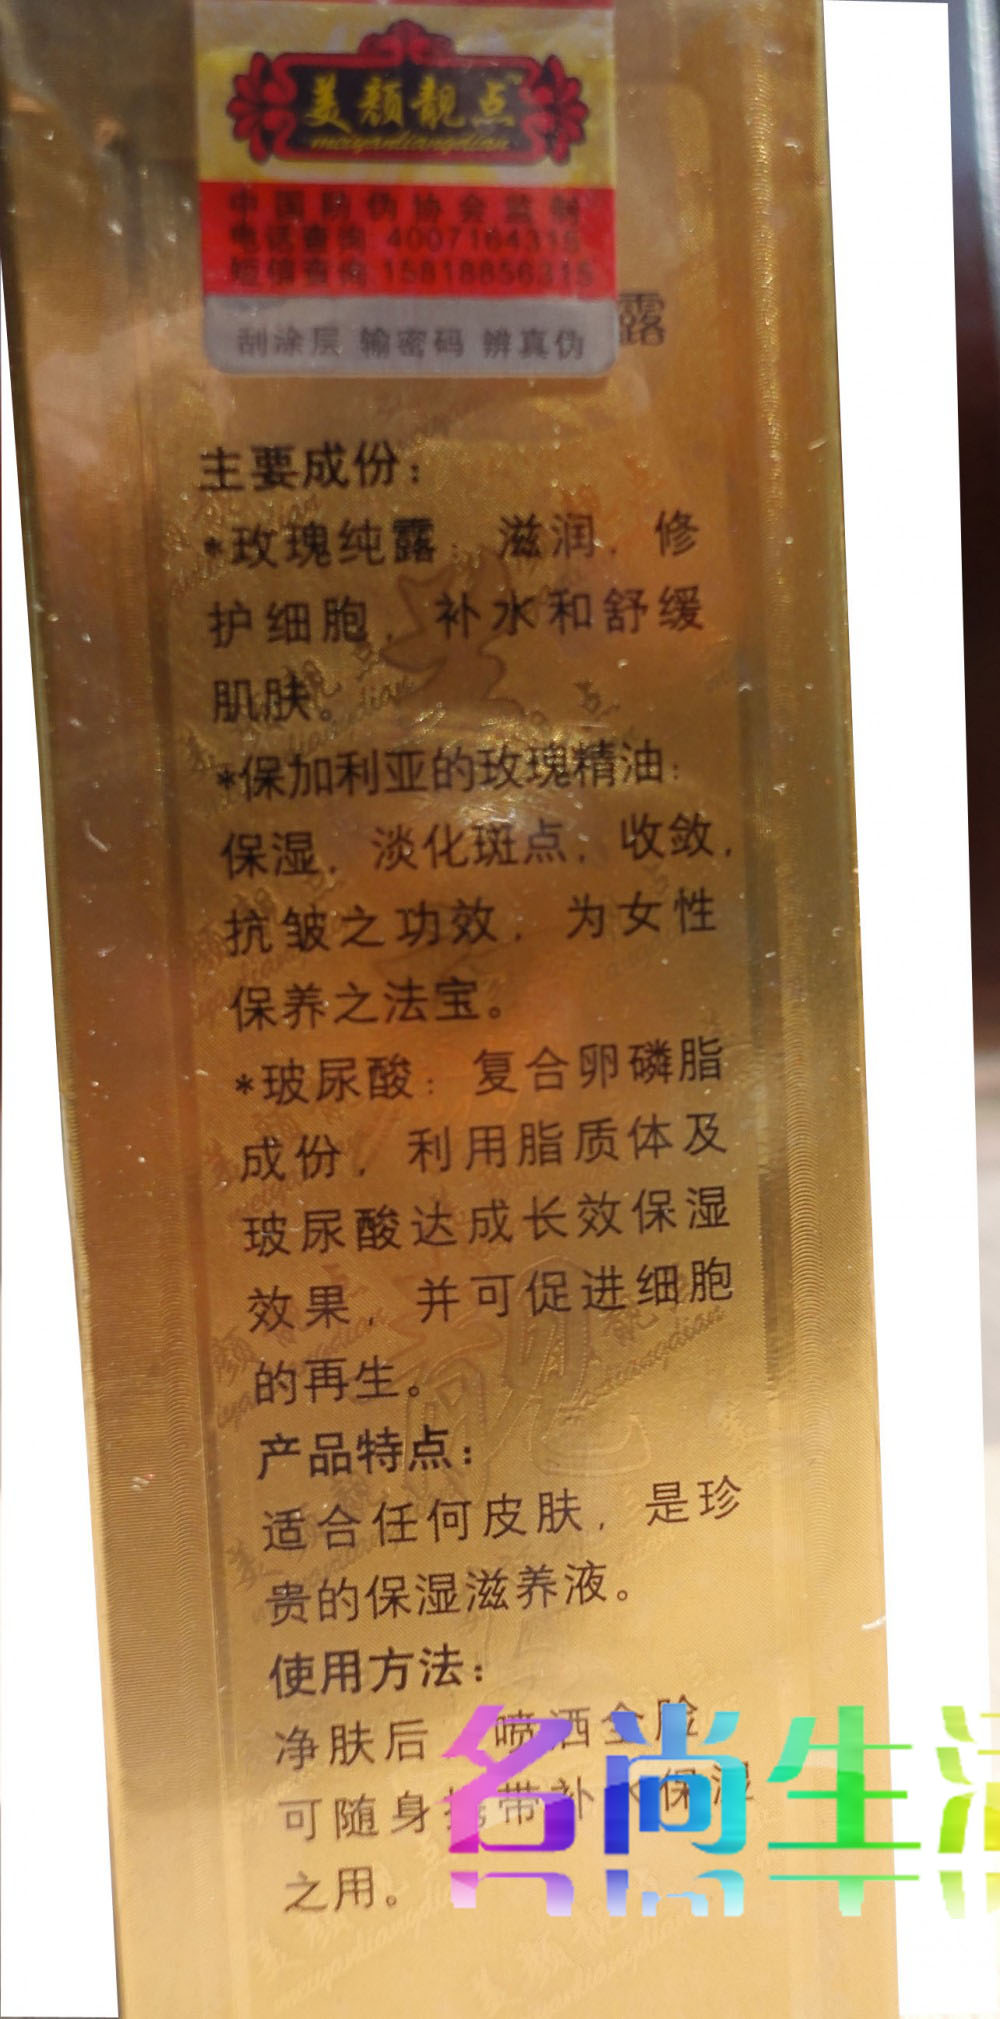 美颜靓点
meiyanliangdian
中国防伪协会监制
电话查询 4007164315
短信查询 15818856315
刮涂层 输密码 辨真伪
露
主要成份：
*玫瑰纯露：滋润，修
护细胞，补水和舒缓
肌肤。
*保加利亚的玫瑰精油：
保湿，淡化斑点，收敛，
抗皱之功效，为女性
保养之法宝。
*玻尿酸：复合卵磷脂
成份，利用脂质体及
玻尿酸达成长效保湿
效果，并可促进细胞
的再生。
产品特点：
适合任何皮肤，是珍
贵的保湿滋养液。
使用方法：
净肤后 喷洒全脸
可随身携带补水保湿
之用。
名尚生活